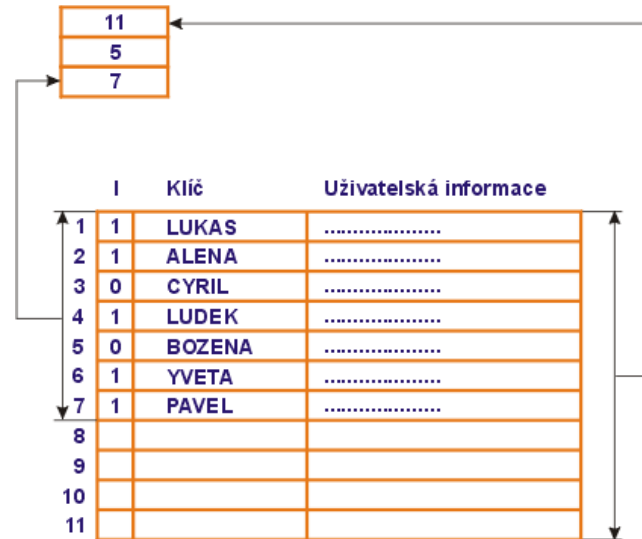 11
5
7
I Klíč Uživatelská informace
1 1 LUKAS .....................
2 1 ALENA .....................
3 0 CYRIL .....................
4 1 LUDEK .....................
5 0 BOZENA .....................
6 1 YVETA .....................
7 1 PAVEL .....................
8
9
10
11